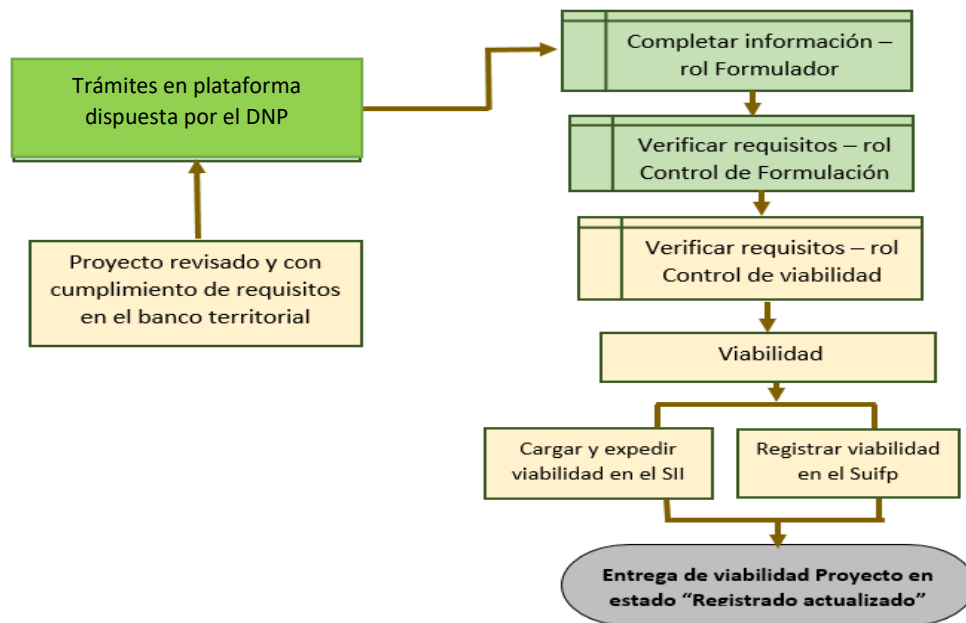 Trámites en plataforma
dispuesta por el DNP
Proyecto revisado y con
cumplimiento de requisitos
en el banco territorial
Completar información –
rol Formulador
Verificar requisitos – rol
Control de Formulación
Verificar requisitos – rol
Control de viabilidad
Viabilidad
Cargar y expedir
viabilidad en el SII
Registrar viabilidad
en el Suifp
Entrega de viabilidad Proyecto en
estado “Registrado actualizado”